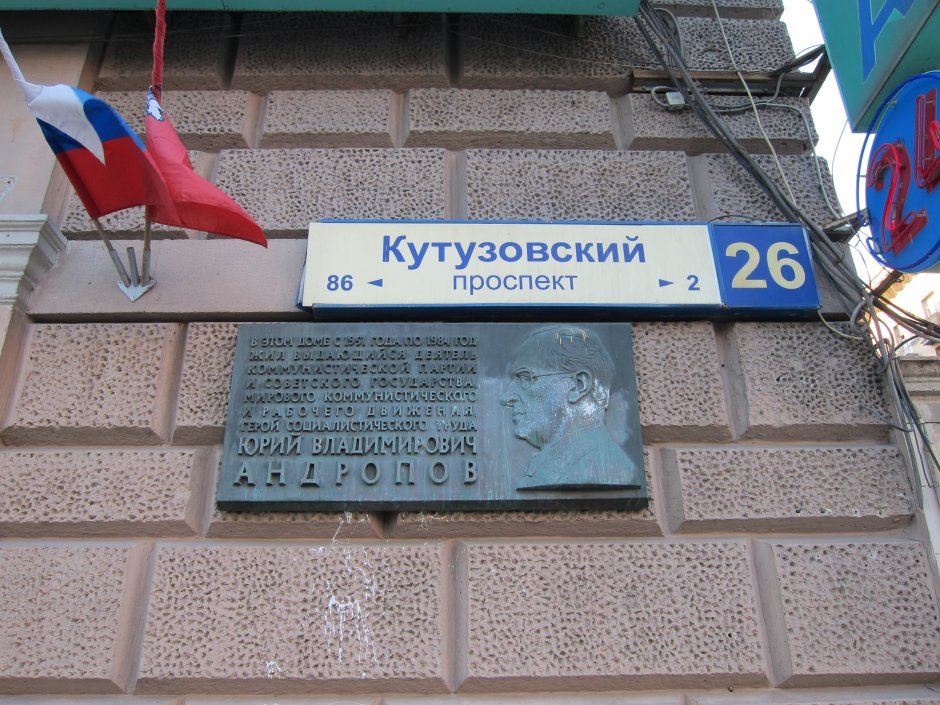 Кутузовский
проспект
86 ◄ ► 2
26
В ЭТОМ ДОМЕ С 1951 ГОДА ПО 1984 ГОД
ЖИЛ ВЫДАЮЩИЙСЯ ДЕЯТЕЛЬ
КОММУНИСТИЧЕСКОЙ ПАРТИИ
И СОВЕТСКОГО ГОСУДАРСТВА,
МИРОВОГО КОММУНИСТИЧЕСКОГО
И РАБОЧЕГО ДВИЖЕНИЯ,
ГЕРОЙ СОЦИАЛИСТИЧЕСКОГО ТРУДА
ЮРИЙ ВЛАДИМИРОВИЧ
АНДРОПОВ